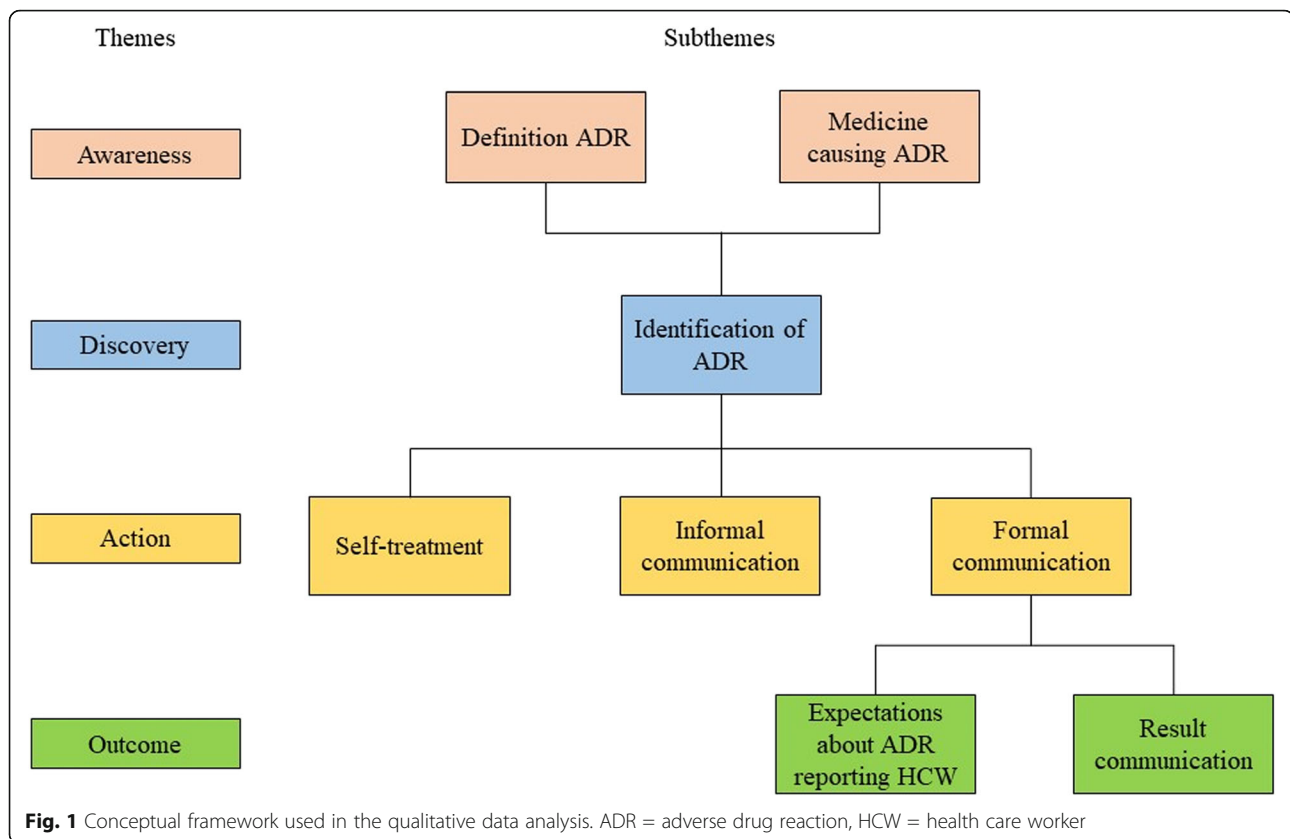 Themes
Subthemes
Awareness
Definition ADR
Medicine
causing ADR
Discovery
Identification of
ADR
Action
Self-treatment
Informal
communication
Formal
communication
Outcome
Expectations
about ADR
reporting HCW
Result
communication
Fig. 1 Conceptual framework used in the qualitative data analysis. ADR = adverse drug reaction, HCW = health care worker